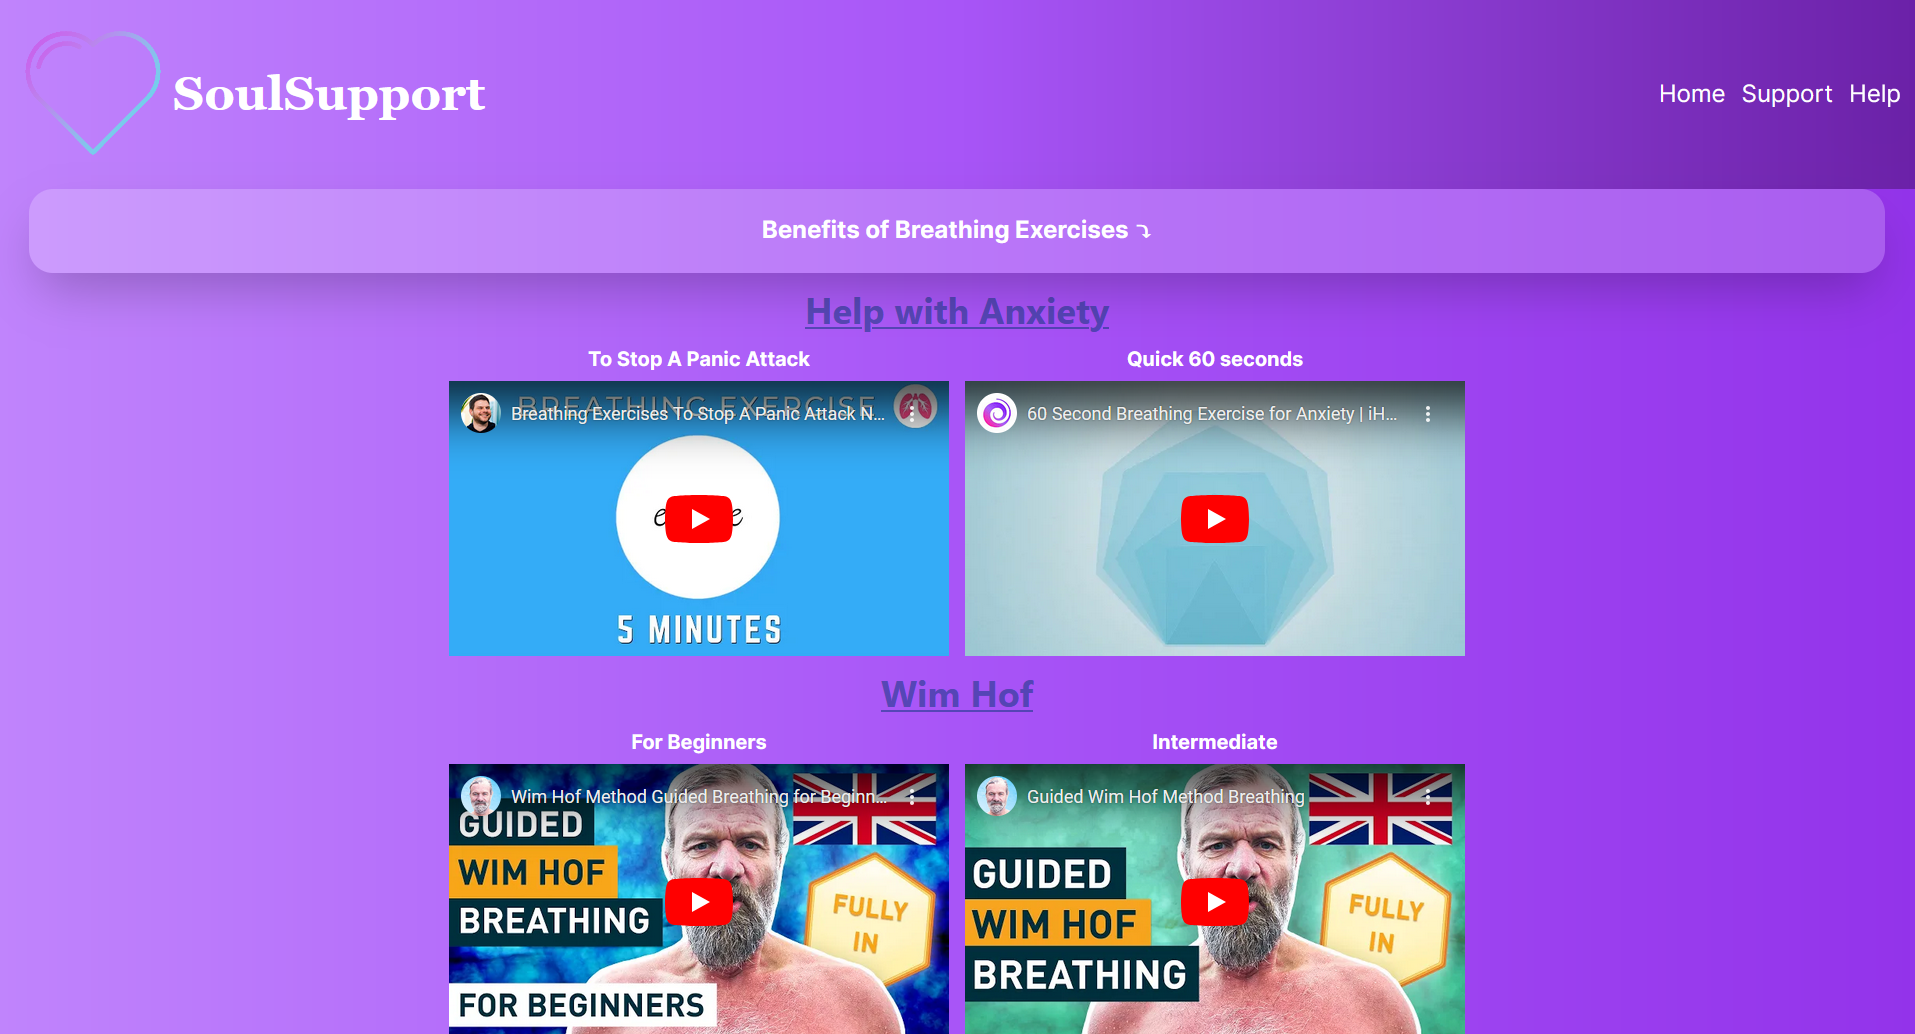 SoulSupport
Home Support Help
Benefits of Breathing Exercises ⤵
Help with Anxiety
To Stop A Panic Attack
BREATHING EXERCISE
Breathing Exercises To Stop A Panic Attack N...
5 MINUTES
Quick 60 seconds
60 Second Breathing Exercise for Anxiety | iH...
Wim Hof
For Beginners
Wim Hof Method Guided Breathing for Beginn...
GUIDED
WIM HOF
BREATHING
FULLY
IN
FOR BEGINNERS
Intermediate
Guided Wim Hof Method Breathing
GUIDED
WIM HOF
BREATHING
FULLY
IN